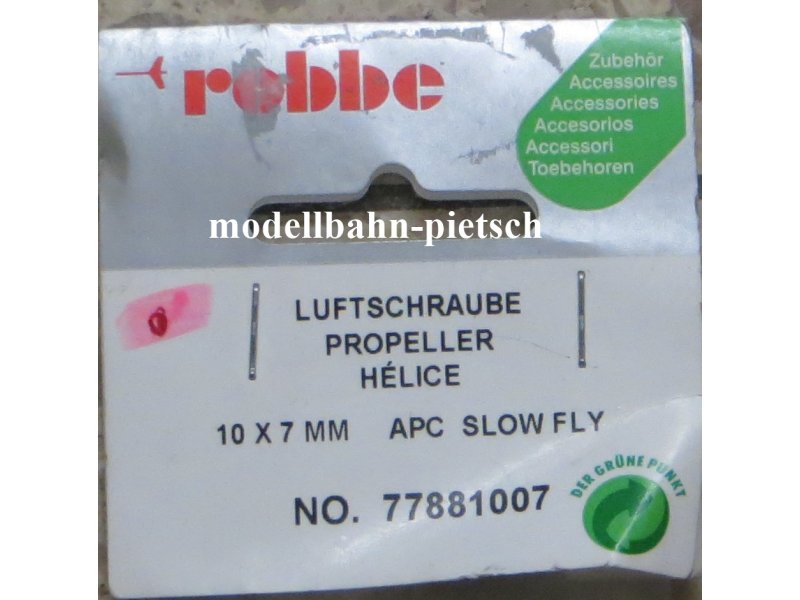 robbe
Zubehör
Accessoires
Accessories
Accesorios
Accessori
Toebehoren
modellbahn-pietsch
LUFTSCHRAUBE
PROPELLER
HÉLICE
10 X 7 MM APC SLOW FLY
NO. 77881007
DER GRÜNE PUNKT